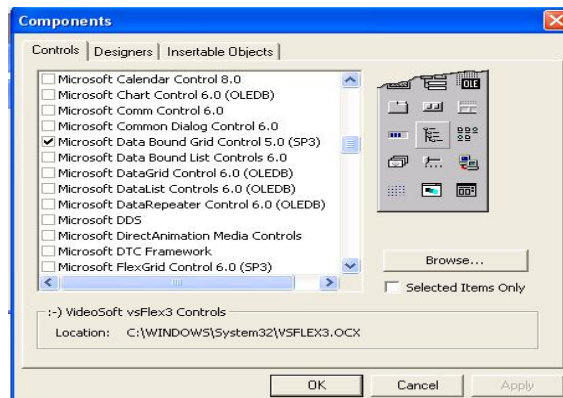 Components
Controls
Designers
Insertable Objects
Microsoft Calendar Control 8.0
Microsoft Chart Control 6.0 (OLEDB)
Microsoft Comm Control 6.0
Microsoft Common Dialog Control 6.0
Microsoft Data Bound Grid Control 5.0 (SP3)
Microsoft Data Bound List Controls 6.0
Microsoft DataGrid Control 6.0 (OLEDB)
Microsoft DataList Controls 6.0 (OLEDB)
Microsoft DataRepeater Control 6.0 (OLEDB)
Microsoft DDS
Microsoft DirectAnimation Media Controls
Microsoft DTC Framework
Microsoft FlexGrid Control 6.0 (SP3)
OLE
Browse...
Selected Items Only
:-) VideoSoft vsFlex3 Controls
Location: C:\WINDOWS\System32\VSFLEX3.OCX
OK
Cancel
Apply